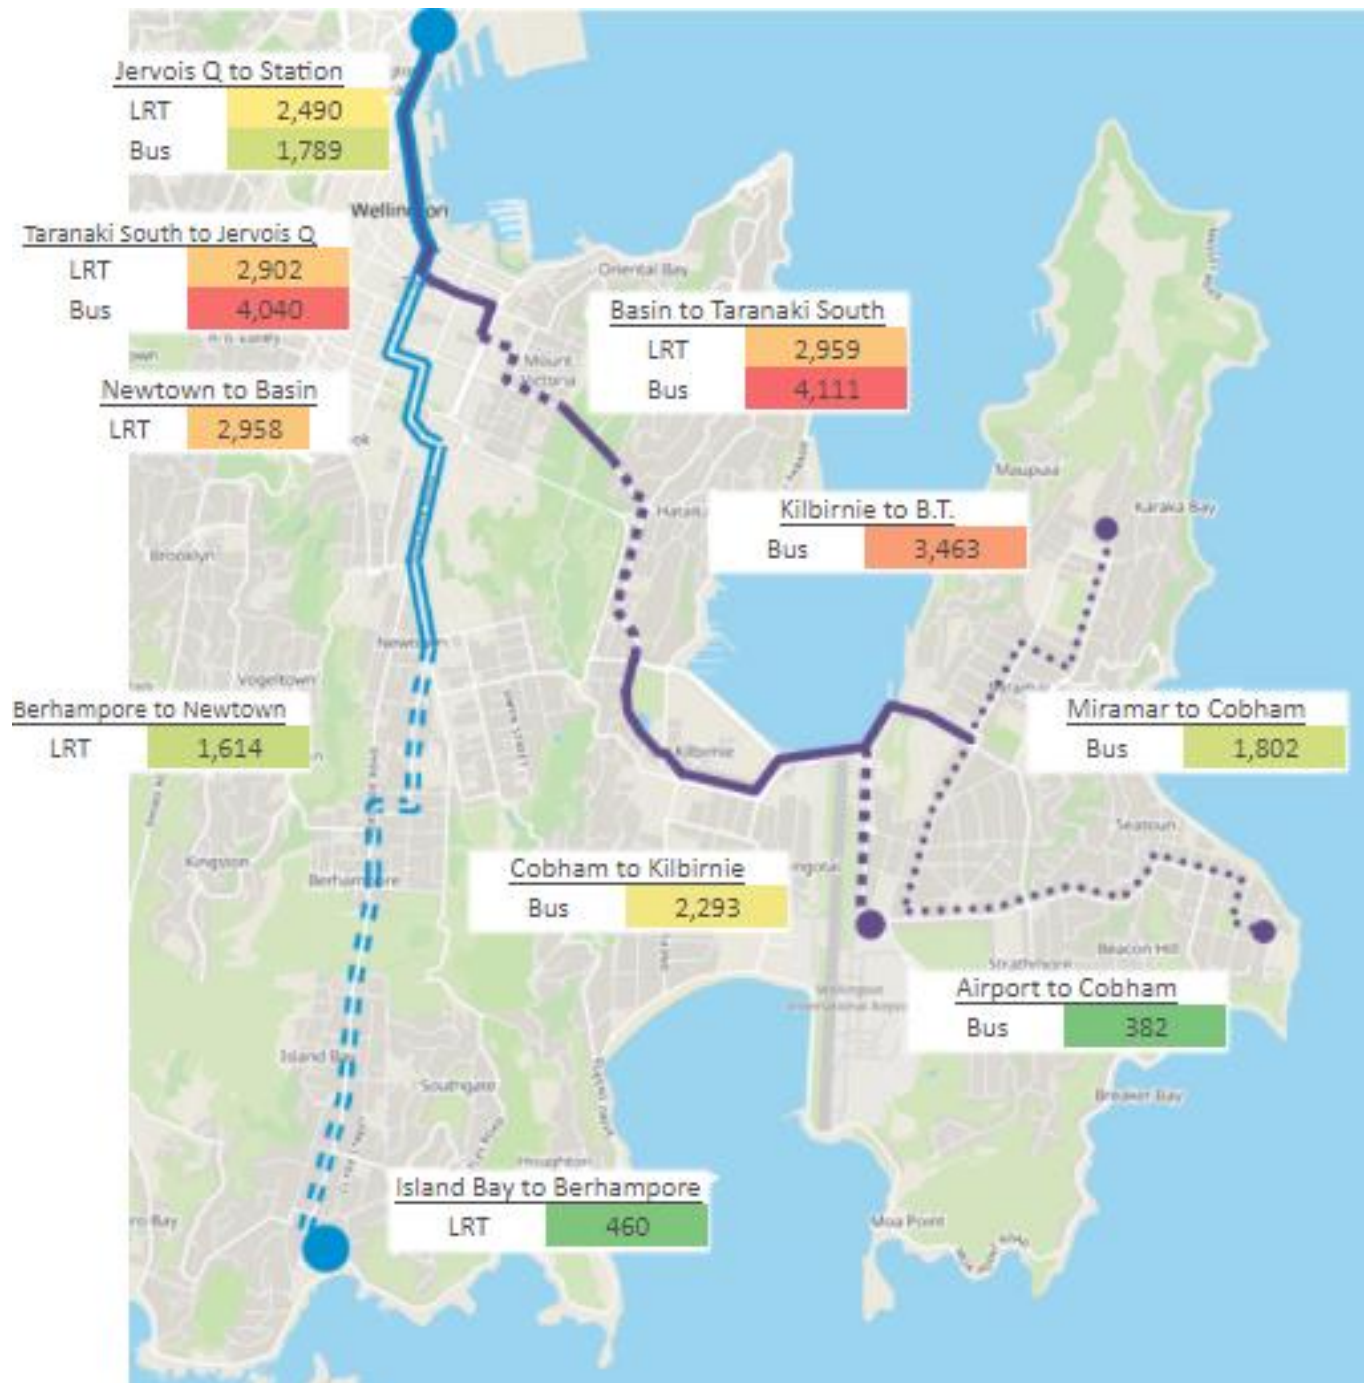 Jervois Q to Station
LRT 2,490
Bus 1,789
Wellington
Taranaki South to Jervois Q
LRT 2,902
Bus 4,040
Oriental Bay
Basin to Taranaki South
LRT 2,959
Bus 4,111
Mount
Victoria
Newtown to Basin
LRT 2,958
Maupuia
Karaka Bay
Kilbirnie to B.T.
Bus 3,463
Brooklyn
Newtown
Vogeltown
Berhampore to Newtown
LRT 1,614
Miramar to Cobham
Bus 1,802
Kilbirnie
Seatoun
Kingston
Berhampore
Cobham to Kilbirnie
Bus 2,293
Beacon Hill
Strathmore
Airport to Cobham
Bus 382
Wellington
International
Island Bay
Southgate
Breaker Bay
Houghton
Island Bay to Berhampore
LRT 460
Moa Point